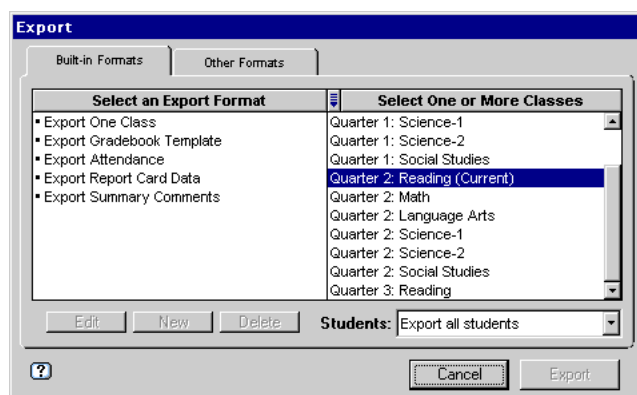 Export
Built-in Formats
Other Formats
Select an Export Format
Export One Class
Export Gradebook Template
Export Attendance
Export Report Card Data
Export Summary Comments
Select One or More Classes
Quarter 1: Science-1
Quarter 1: Science-2
Quarter 1: Social Studies
Quarter 2: Reading (Current)
Quarter 2: Math
Quarter 2: Language Arts
Quarter 2: Science-1
Quarter 2: Science-2
Quarter 2: Social Studies
Quarter 3: Reading
Edit
New
Delete
Students: Export all students
?
Cancel
Export